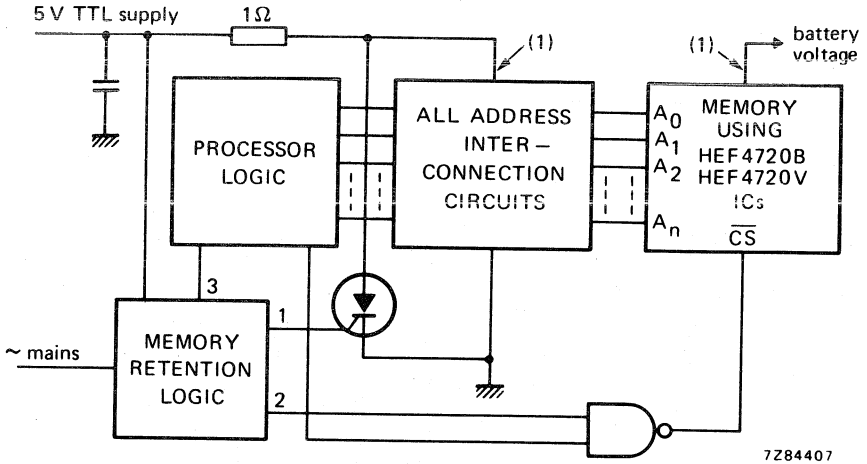 5 V TTL supply
1Ω
(1)
(1)
battery
voltage
PROCESSOR
LOGIC
ALL ADDRESS
INTER –
CONNECTION
CIRCUITS
A0
A1
A2
An
MEMORY
USING
HEF4720B
HEF4720V
ICs
CS
3
1
2
~ mains
MEMORY
RETENTION
LOGIC
7Z84407